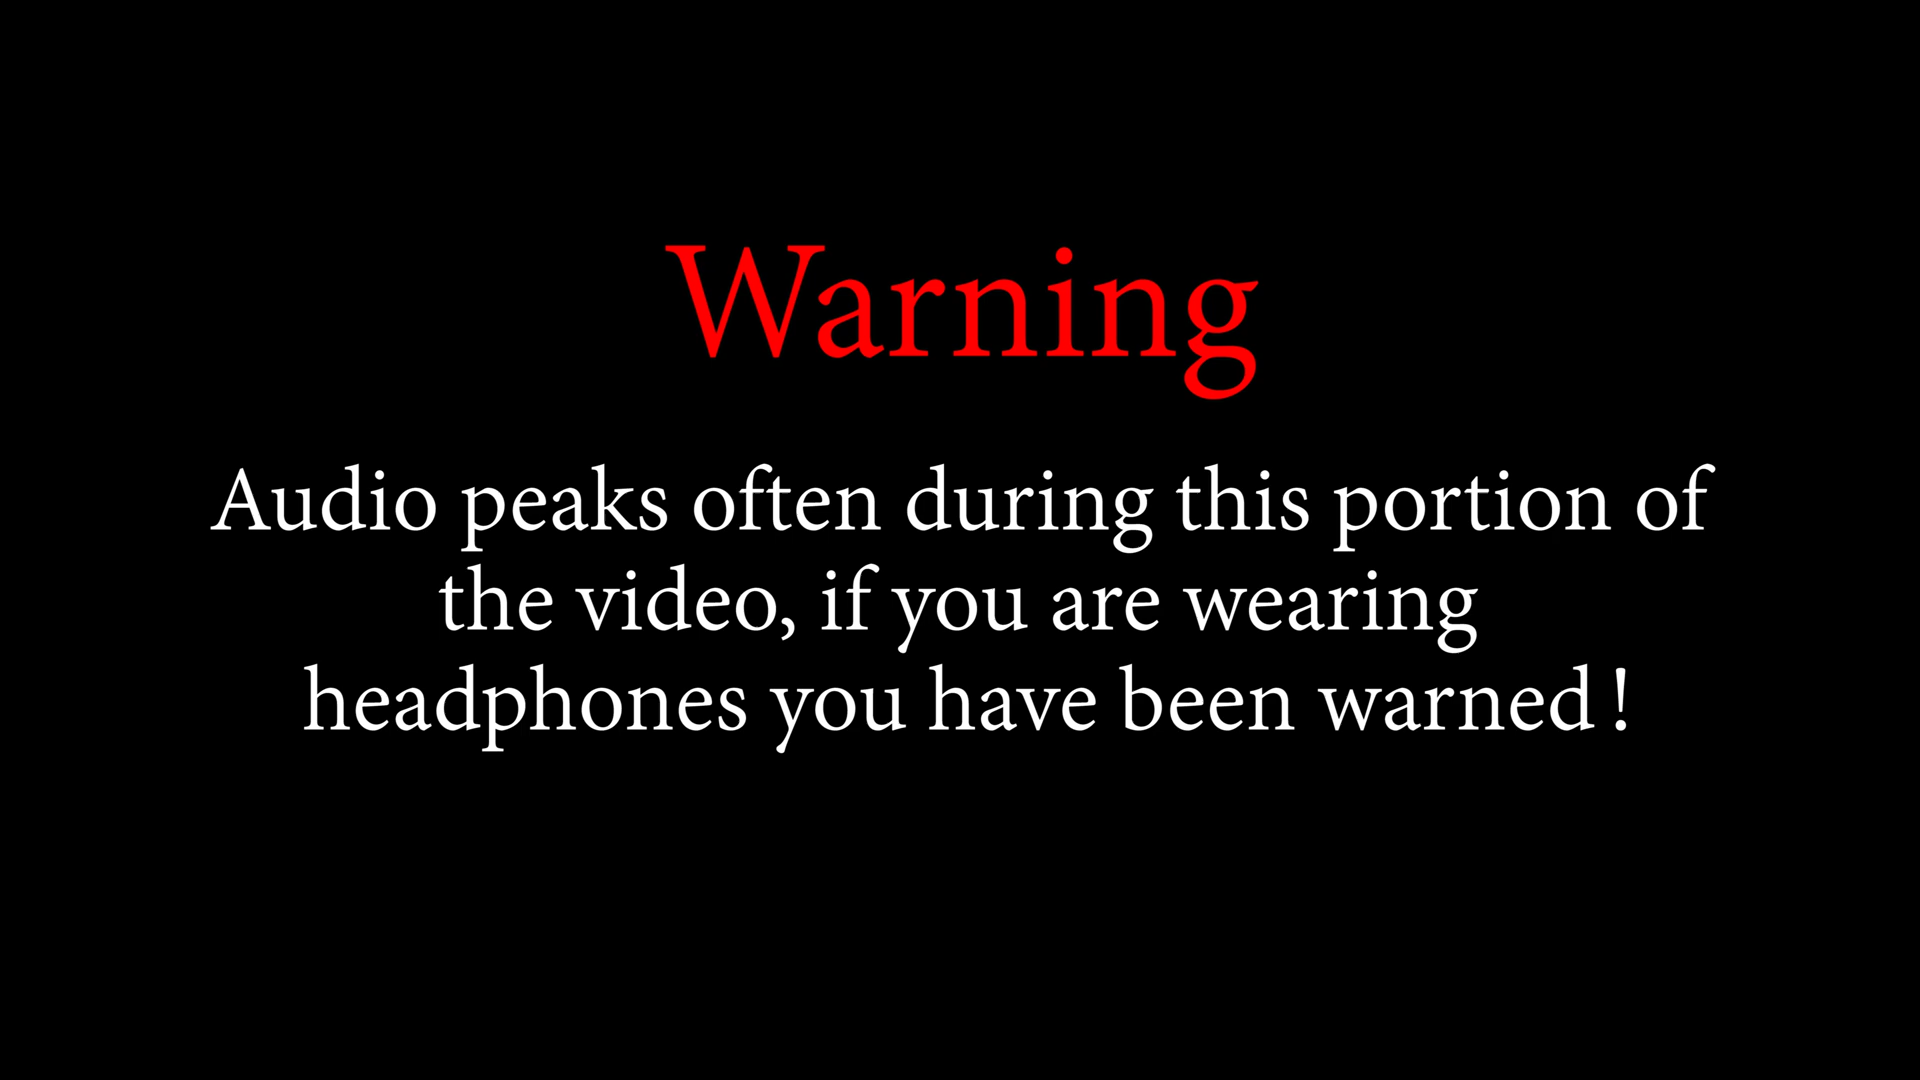 Warning
Audio peaks often during this portion of
the video, if you are wearing
headphones you have been warned!